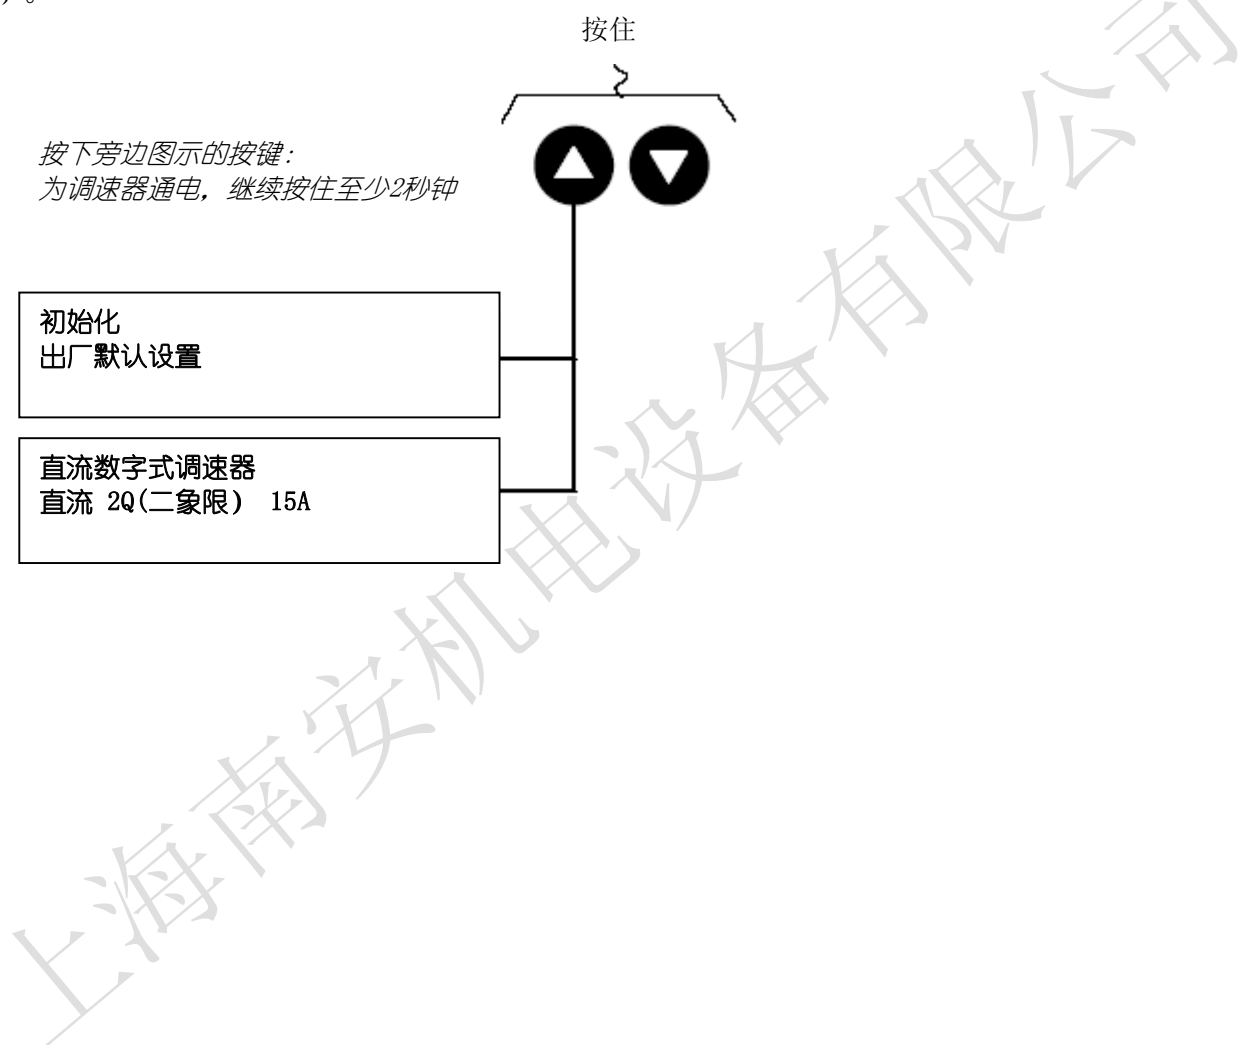 )。
按住
按下旁边图示的按键:
为调速器通电, 继续按住至少2秒钟
初始化
出厂默认设置
直流数字式调速器
直流 2Q(二象限) 15A
上海南安机电设备有限公司